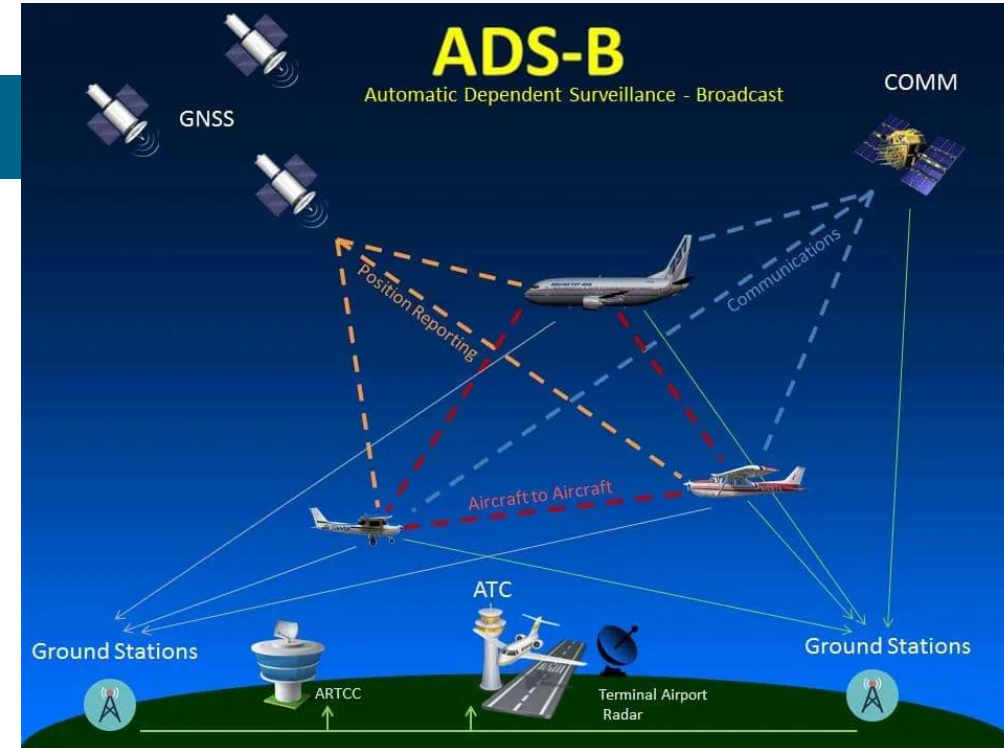 ADS-B
Automatic Dependent Surveillance - Broadcast
GNSS
COMM
Position Reporting
Communications
Aircraft to Aircraft
ATC
Ground Stations
Ground Stations
ARTCC
Terminal Airport
Radar